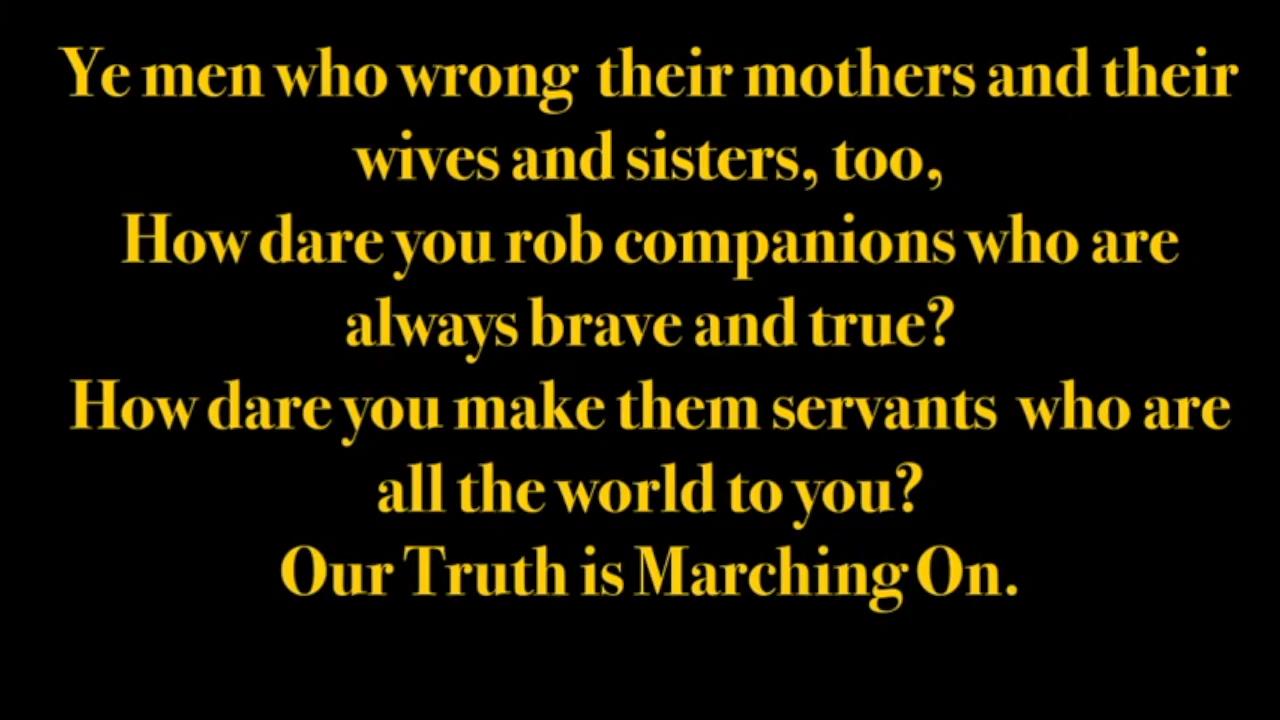 Ye men who wrong their mothers and their
wives and sisters, too,
How dare you rob companions who are
always brave and true?
How dare you make them servants who are
all the world to you?
Our Truth is Marching On.